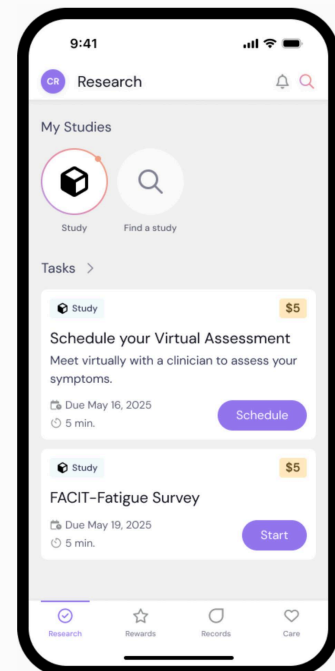 9:41
CR Research
My Studies
Study Find a study
Tasks
Study $5
Schedule your Virtual Assessment
Meet virtually with a clinician to assess your
symptoms.
Due May 16, 2025
5 min.
Schedule
Study $5
FACIT-Fatigue Survey
Due May 19, 2025
5 min.
Start
Research Rewards Records Care